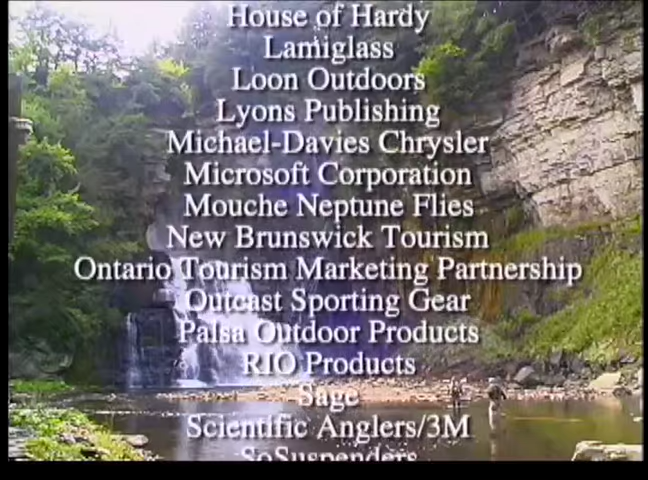 House of Hardy
Lamiglass
Loon Outdoors
Lyons Publishing
Michael-Davies Chrysler
Microsoft Corporation
Mouche Neptune Flies
New Brunswick Tourism
Ontario Tourism Marketing Partnership
Outcast Sporting Gear
Palsa Outdoor Products
RIO Products
Sage
Scientific Anglers/3M
SoSuspenders